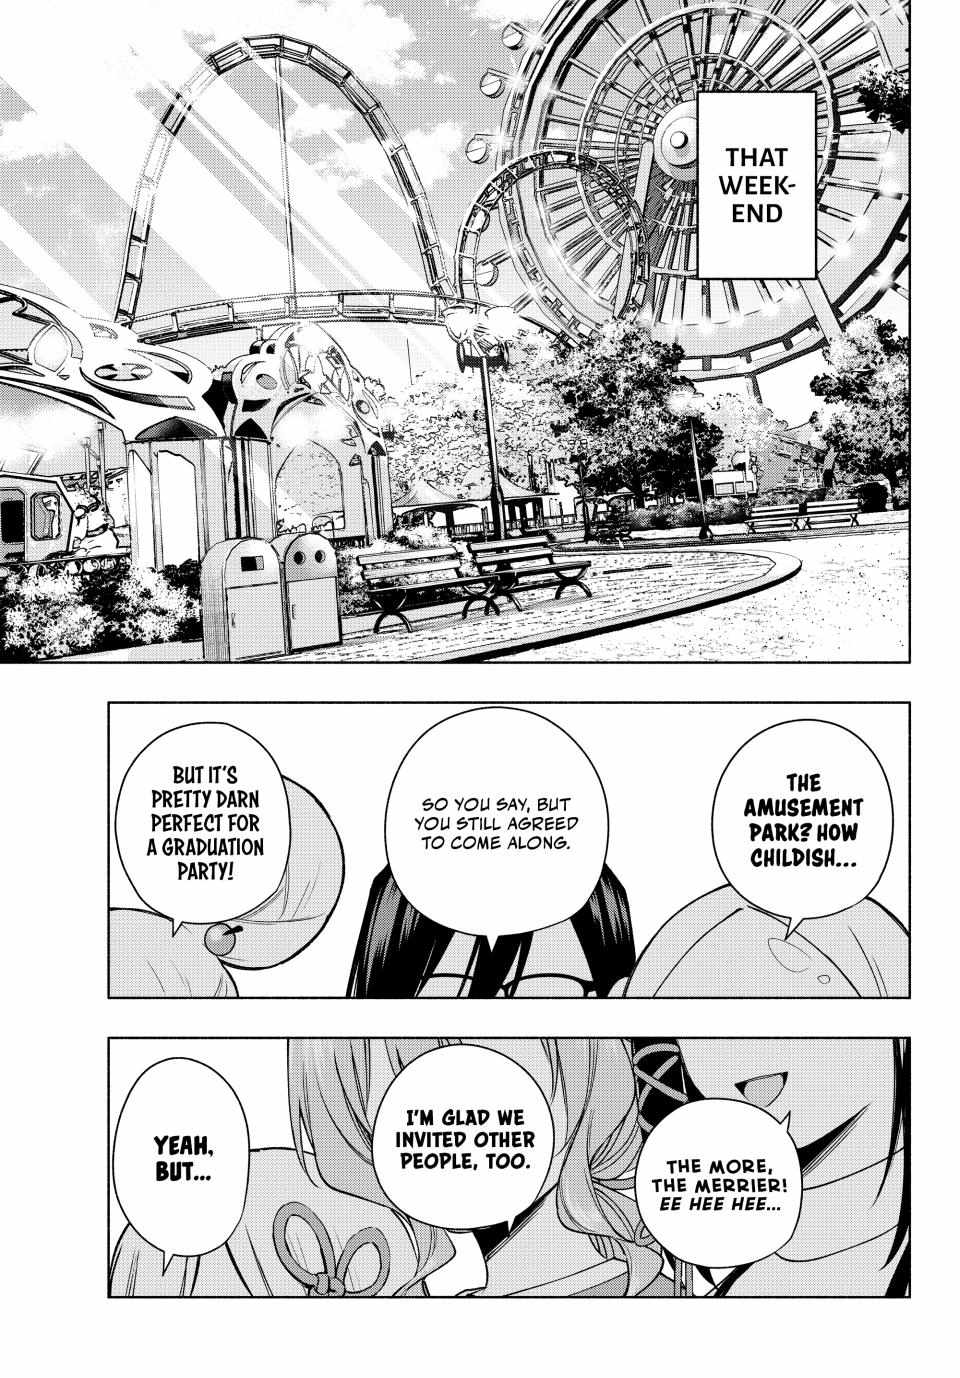 THAT
WEEK-
END
THE
AMUSEMENT
PARK? HOW
CHILDISH...
SO YOU SAY, BUT
YOU STILL AGREED
TO COME ALONG.
BUT IT'S
PRETTY DARN
PERFECT FOR
A GRADUATION
PARTY!
THE MORE,
THE MERRIER!
EE HEE HEE...
I'M GLAD WE
INVITED OTHER
PEOPLE, TOO.
YEAH,
BUT...